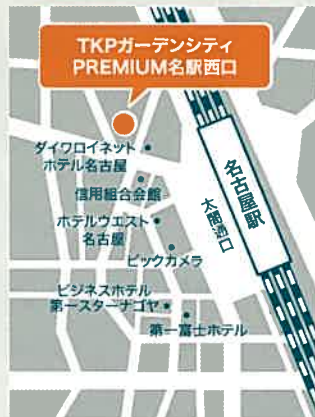 TKPガーデンシティ
PREMIUM名駅西口
ダイワロイネット
ホテル名古屋
信用組合会館
ホテルウエスト
名古屋
ビックカメラ
ビジネスホテル
第一スターナゴヤ
第一富士ホテル
名古屋駅
太閤通口